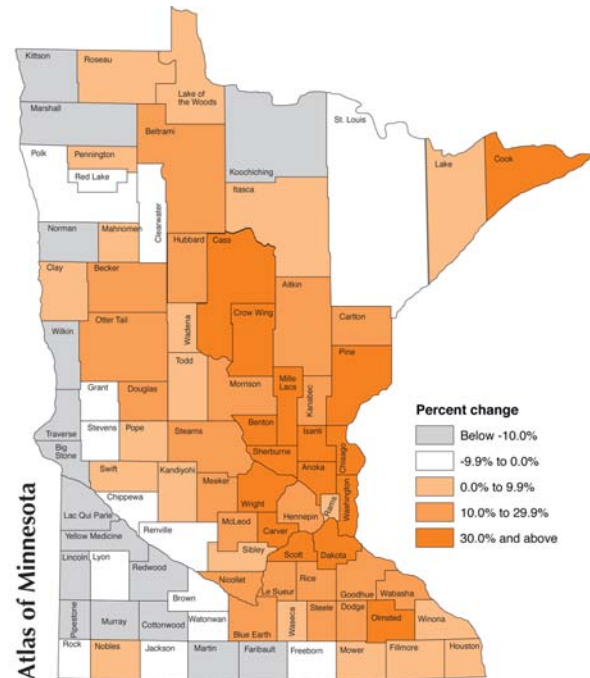 Kittson
Roseau
Lake of
the Woods
Marshall
Beltrami
St. Louis
Polk
Pennington
Koochiching
Lake
Cook
Red Lake
Clearwater
Itasca
Norman
Mahnomen
Hubbard
Cass
Clay
Becker
Aitkin
Crow Wing
Otter Tail
Wadena
Carlton
Wilkin
Todd
Pine
Grant
Douglas
Morrison
Mille
Lacs
Kanabec
Traverse
Stevens
Pope
Stearns
Benton
Isanti
Chisago
Big
Stone
Sherburne
Anoka
Swift
Kandiyohi
Meeker
Washington
Chippewa
Wright
Hennepin
Rams
Lac Qui Parle
Renville
McLeod
Carver
Yellow Medicine
Sibley
Scott
Dakota
Lincoln
Lyon
Redwood
Nicollet
Le Sueur
Rice
Goodhue
Wabasha
Brown
Pipestone
Murray
Cottonwood
Watonwan
Blue Earth
Waseca
Steele
Dodge
Olmsted
Winona
Rock
Nobles
Jackson
Martin
Faribault
Freeborn
Mower
Fillmore
Houston
Percent change
Below -10.0%
-9.9% to 0.0%
0.0% to 9.9%
10.0% to 29.9%
30.0% and above
Atlas of Minnesota